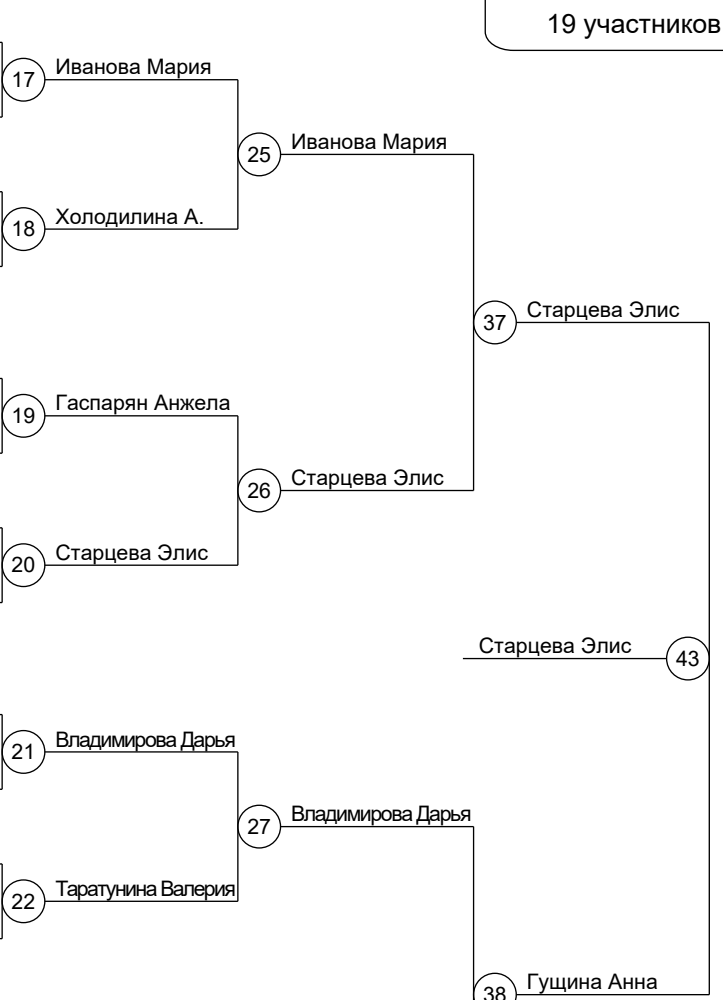 19 участников
17 Иванова Мария
25 Иванова Мария
18 Холодилина А.
37 Старцева Элис
19 Гаспарян Анжела
26 Старцева Элис
20 Старцева Элис
Старцева Элис 43
21 Владимирова Дарья
27 Владимирова Дарья
22 Таратунина Валерия
38 Гущина Анна